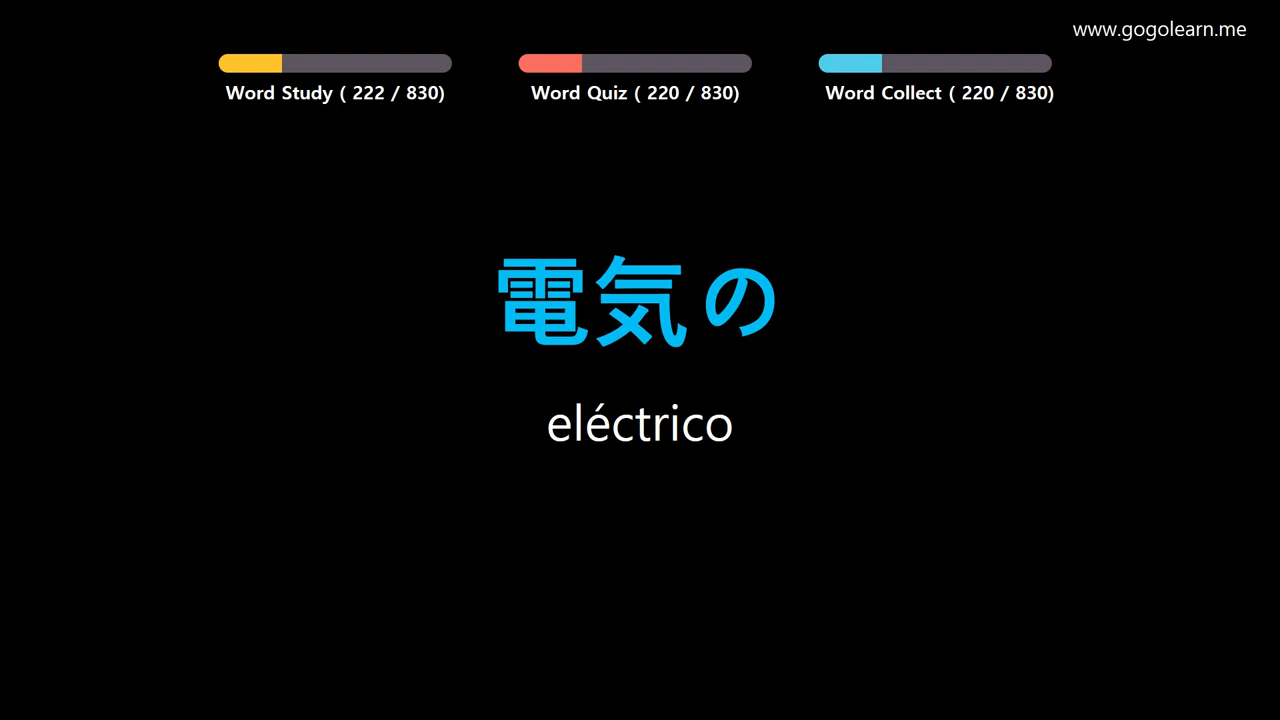 www.gogolearn.me
Word Study ( 222 / 830)
Word Quiz ( 220 / 830)
Word Collect ( 220 / 830)
電気の
eléctrico